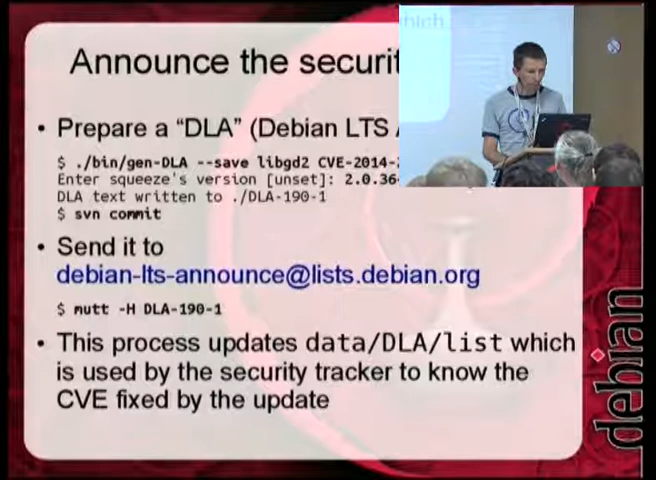 Announce the securit
which
• Prepare a “DLA” (Debian LTS
$ ./bin/gen-DLA --save libgd2 CVE-2014-
Enter squeeze's version [unset]: 2.0.36
DLA text written to ./DLA-190-1
$ svn commit
• Send it to
debian-lts-announce@lists.debian.org
$ mutt -H DLA-190-1
• This process updates data/DLA/list which
is used by the security tracker to know the
CVE fixed by the update
debian